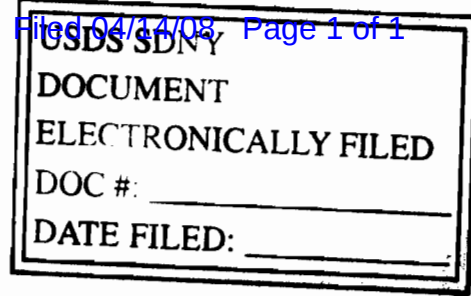 Filed 04/14/08 Page 1 of 1
USDS SDNY
DOCUMENT
ELECTRONICALLY FILED
DOC #:
DATE FILED: